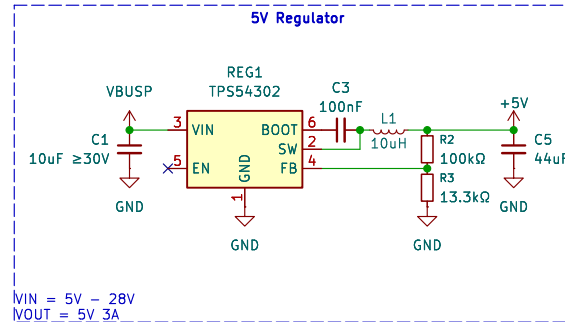 5V Regulator
REG1
TPS54302
VBUSP
C3
100nF
+5V
L1
10uH
3
VIN
BOOT
6
SW
2
C1
10uF ≥30V
R2
100kΩ
C5
44uF
5
EN
GND
FB
4
R3
13.3kΩ
1
GND
GND
GND
GND
VIN = 5V - 28V
VOUT = 5V 3A